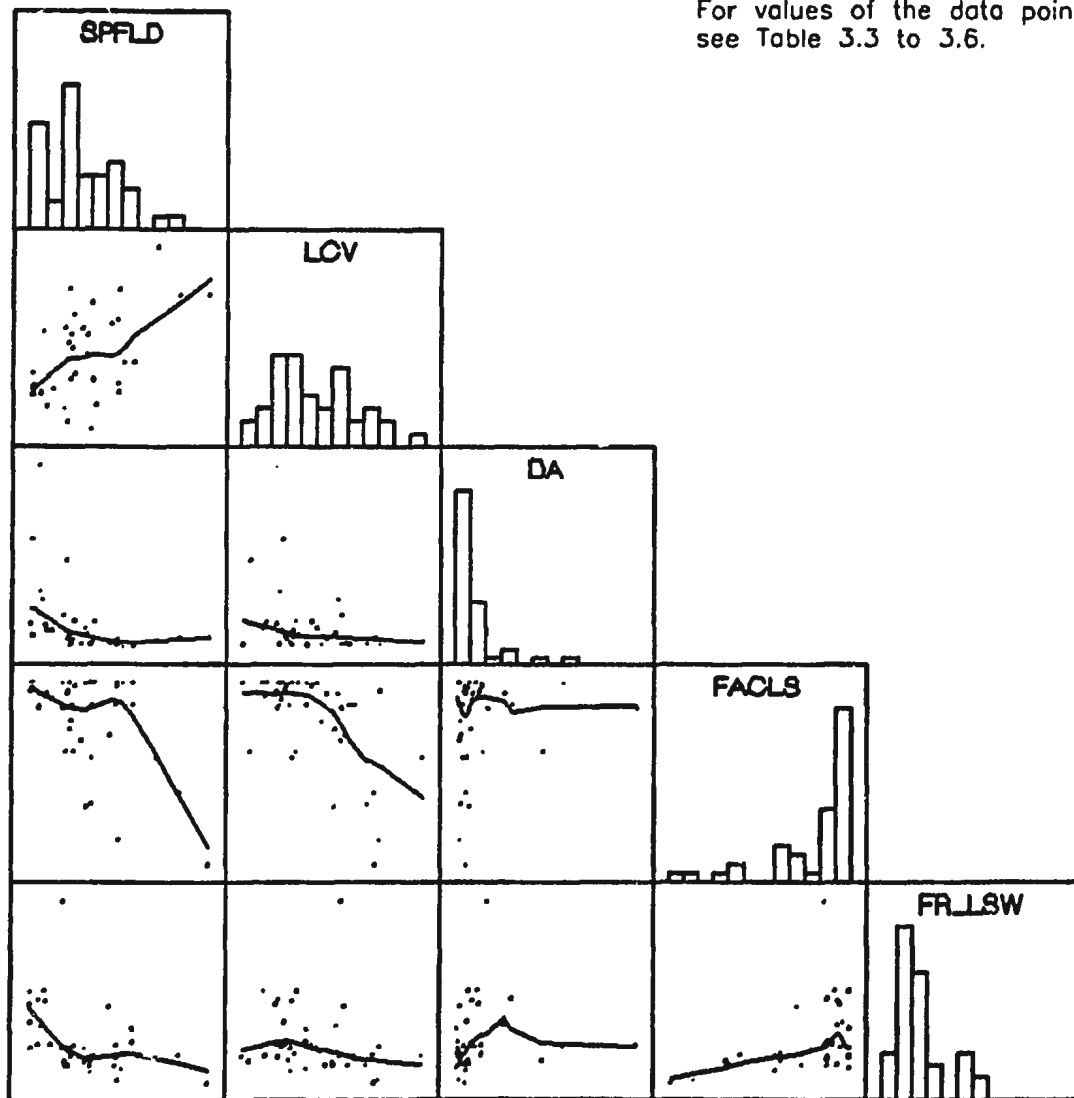 For values of the data poin
see Table 3.3 to 3.6.
SPFLD
LCV
DA
FACLS
FR_LSW